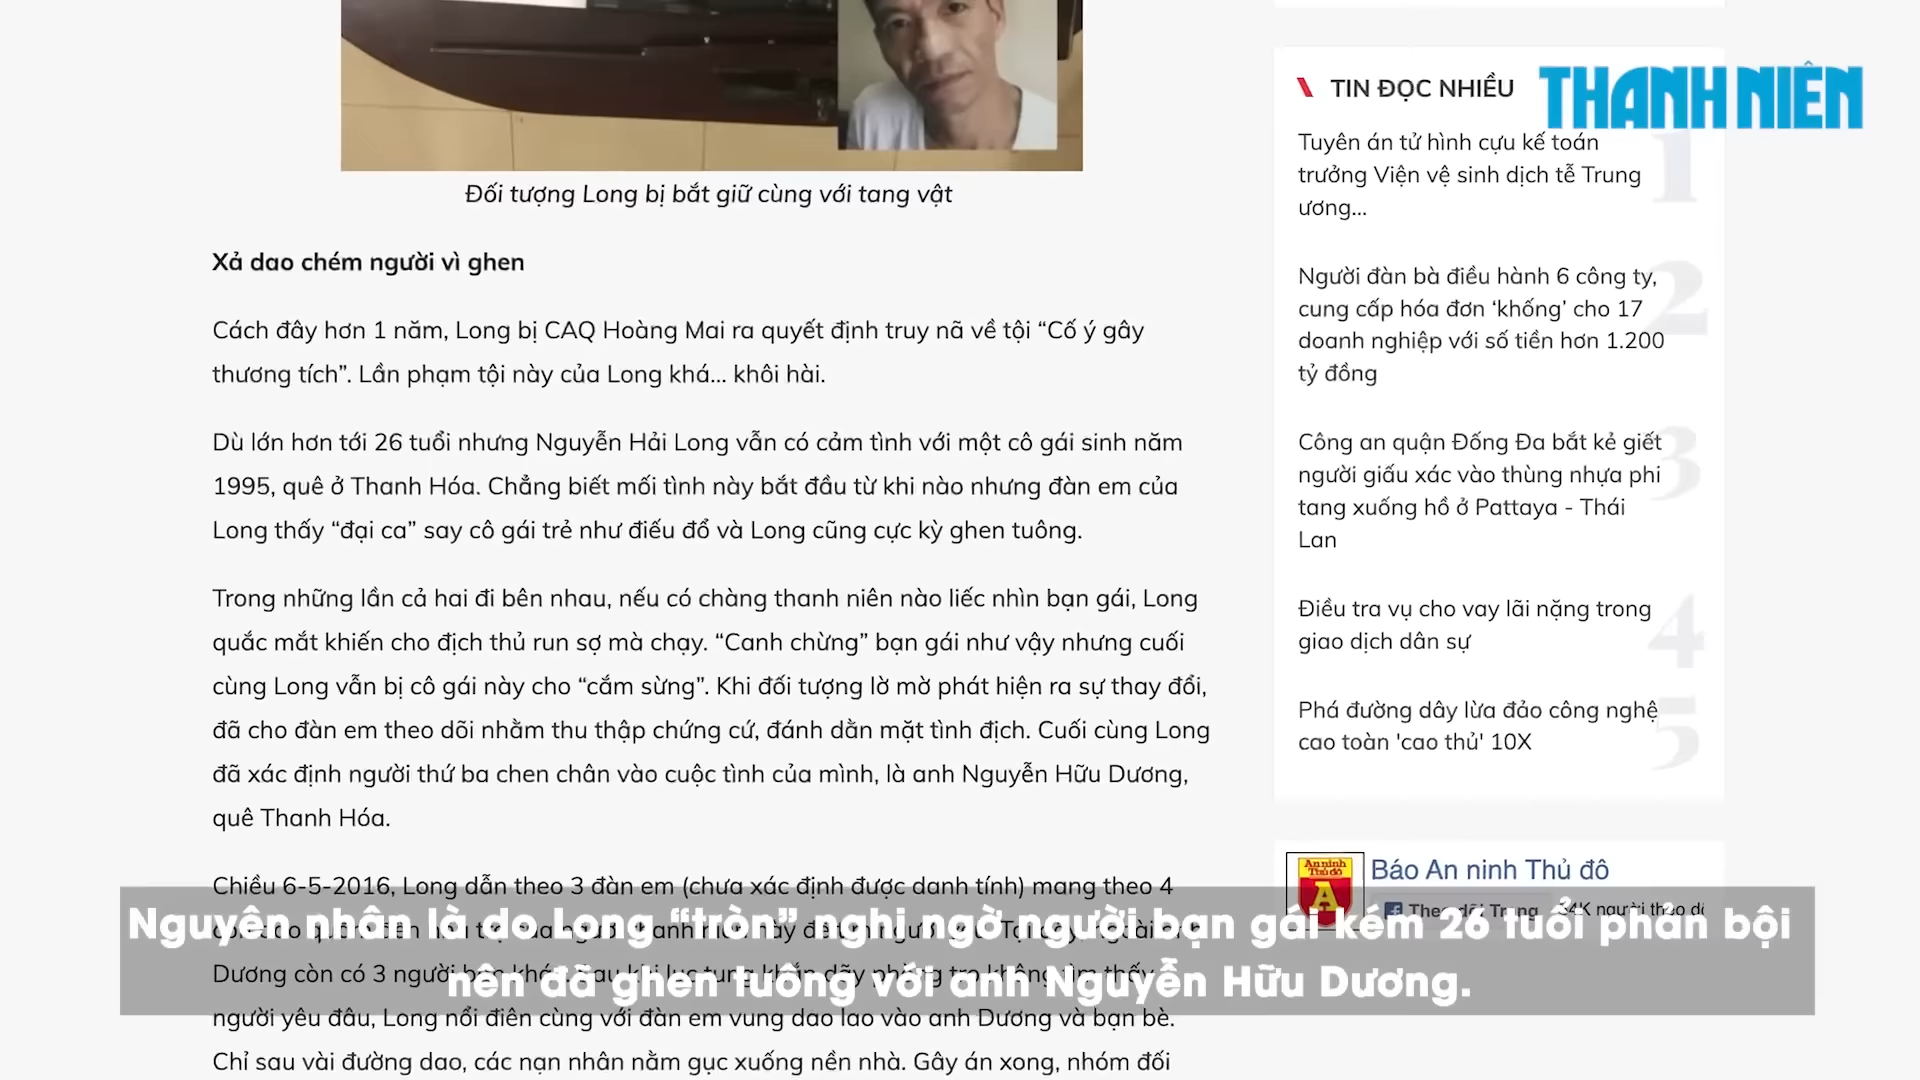 Đối tượng Long bị bắt giữ cùng với tang vật
Xả dao chém người vì ghen
Cách đây hơn 1 năm, Long bị CAQ Hoàng Mai ra quyết định truy nã về tội “Cố ý gây
thương tích”. Lần phạm tội này của Long khá... khôi hài.
Dù lớn hơn tới 26 tuổi nhưng Nguyễn Hải Long vẫn có cảm tình với một cô gái sinh năm
1995, quê ở Thanh Hóa. Chẳng biết mối tình này bắt đầu từ khi nào nhưng đàn em của
Long thấy “đại ca” say cô gái trẻ như điếu đổ và Long cũng cực kỳ ghen tuông.
Trong những lần cả hai đi bên nhau, nếu có chàng thanh niên nào liếc nhìn bạn gái, Long
quắc mắt khiến cho địch thủ run sợ mà chạy. “Canh chừng” bạn gái như vậy nhưng cuối
cùng Long vẫn bị cô gái này cho “cắm sừng”. Khi đối tượng lờ mờ phát hiện ra sự thay đổi,
đã cho đàn em theo dõi nhằm thu thập chứng cứ, đánh dằn mặt tình địch. Cuối cùng Long
đã xác định người thứ ba chen chân vào cuộc tình của mình, là anh Nguyễn Hữu Dương,
quê Thanh Hóa.
Chiều 6-5-2016, Long dẫn theo 3 đàn em (chưa xác định được danh tính) mang theo 4
Dương còn có 3 người
người yêu đâu, Long nổi điên cùng với đàn em vung dao lao vào anh Dương và bạn bè.
Chỉ sau vài đường dao, các nạn nhân nằm gục xuống nền nhà. Gây án xong, nhóm đối
Nguyên nhân là do Long “tròn” nghi ngờ người bạn gái kém 26 tuổi phản bội
nên đã ghen tuông với anh Nguyễn Hữu Dương.
THANH NIÊN
TIN ĐỌC NHIỀU
Tuyên án tử hình cựu kế toán
trưởng Viện vệ sinh dịch tễ Trung
ương...
1
Người đàn bà điều hành 6 công ty,
cung cấp hóa đơn ‘khống’ cho 17
doanh nghiệp với số tiền hơn 1.200
tỷ đồng
2
Công an quận Đống Đa bắt kẻ giết
người giấu xác vào thùng nhựa phi
tang xuống hồ ở Pattaya - Thái
Lan
3
Điều tra vụ cho vay lãi nặng trong
giao dịch dân sự
4
Phá đường dây lừa đảo công nghệ
cao toàn 'cao thủ' 10X
5
An ninh
Thủ đô
A
Báo An ninh Thủ đô
Theo dõi Trang